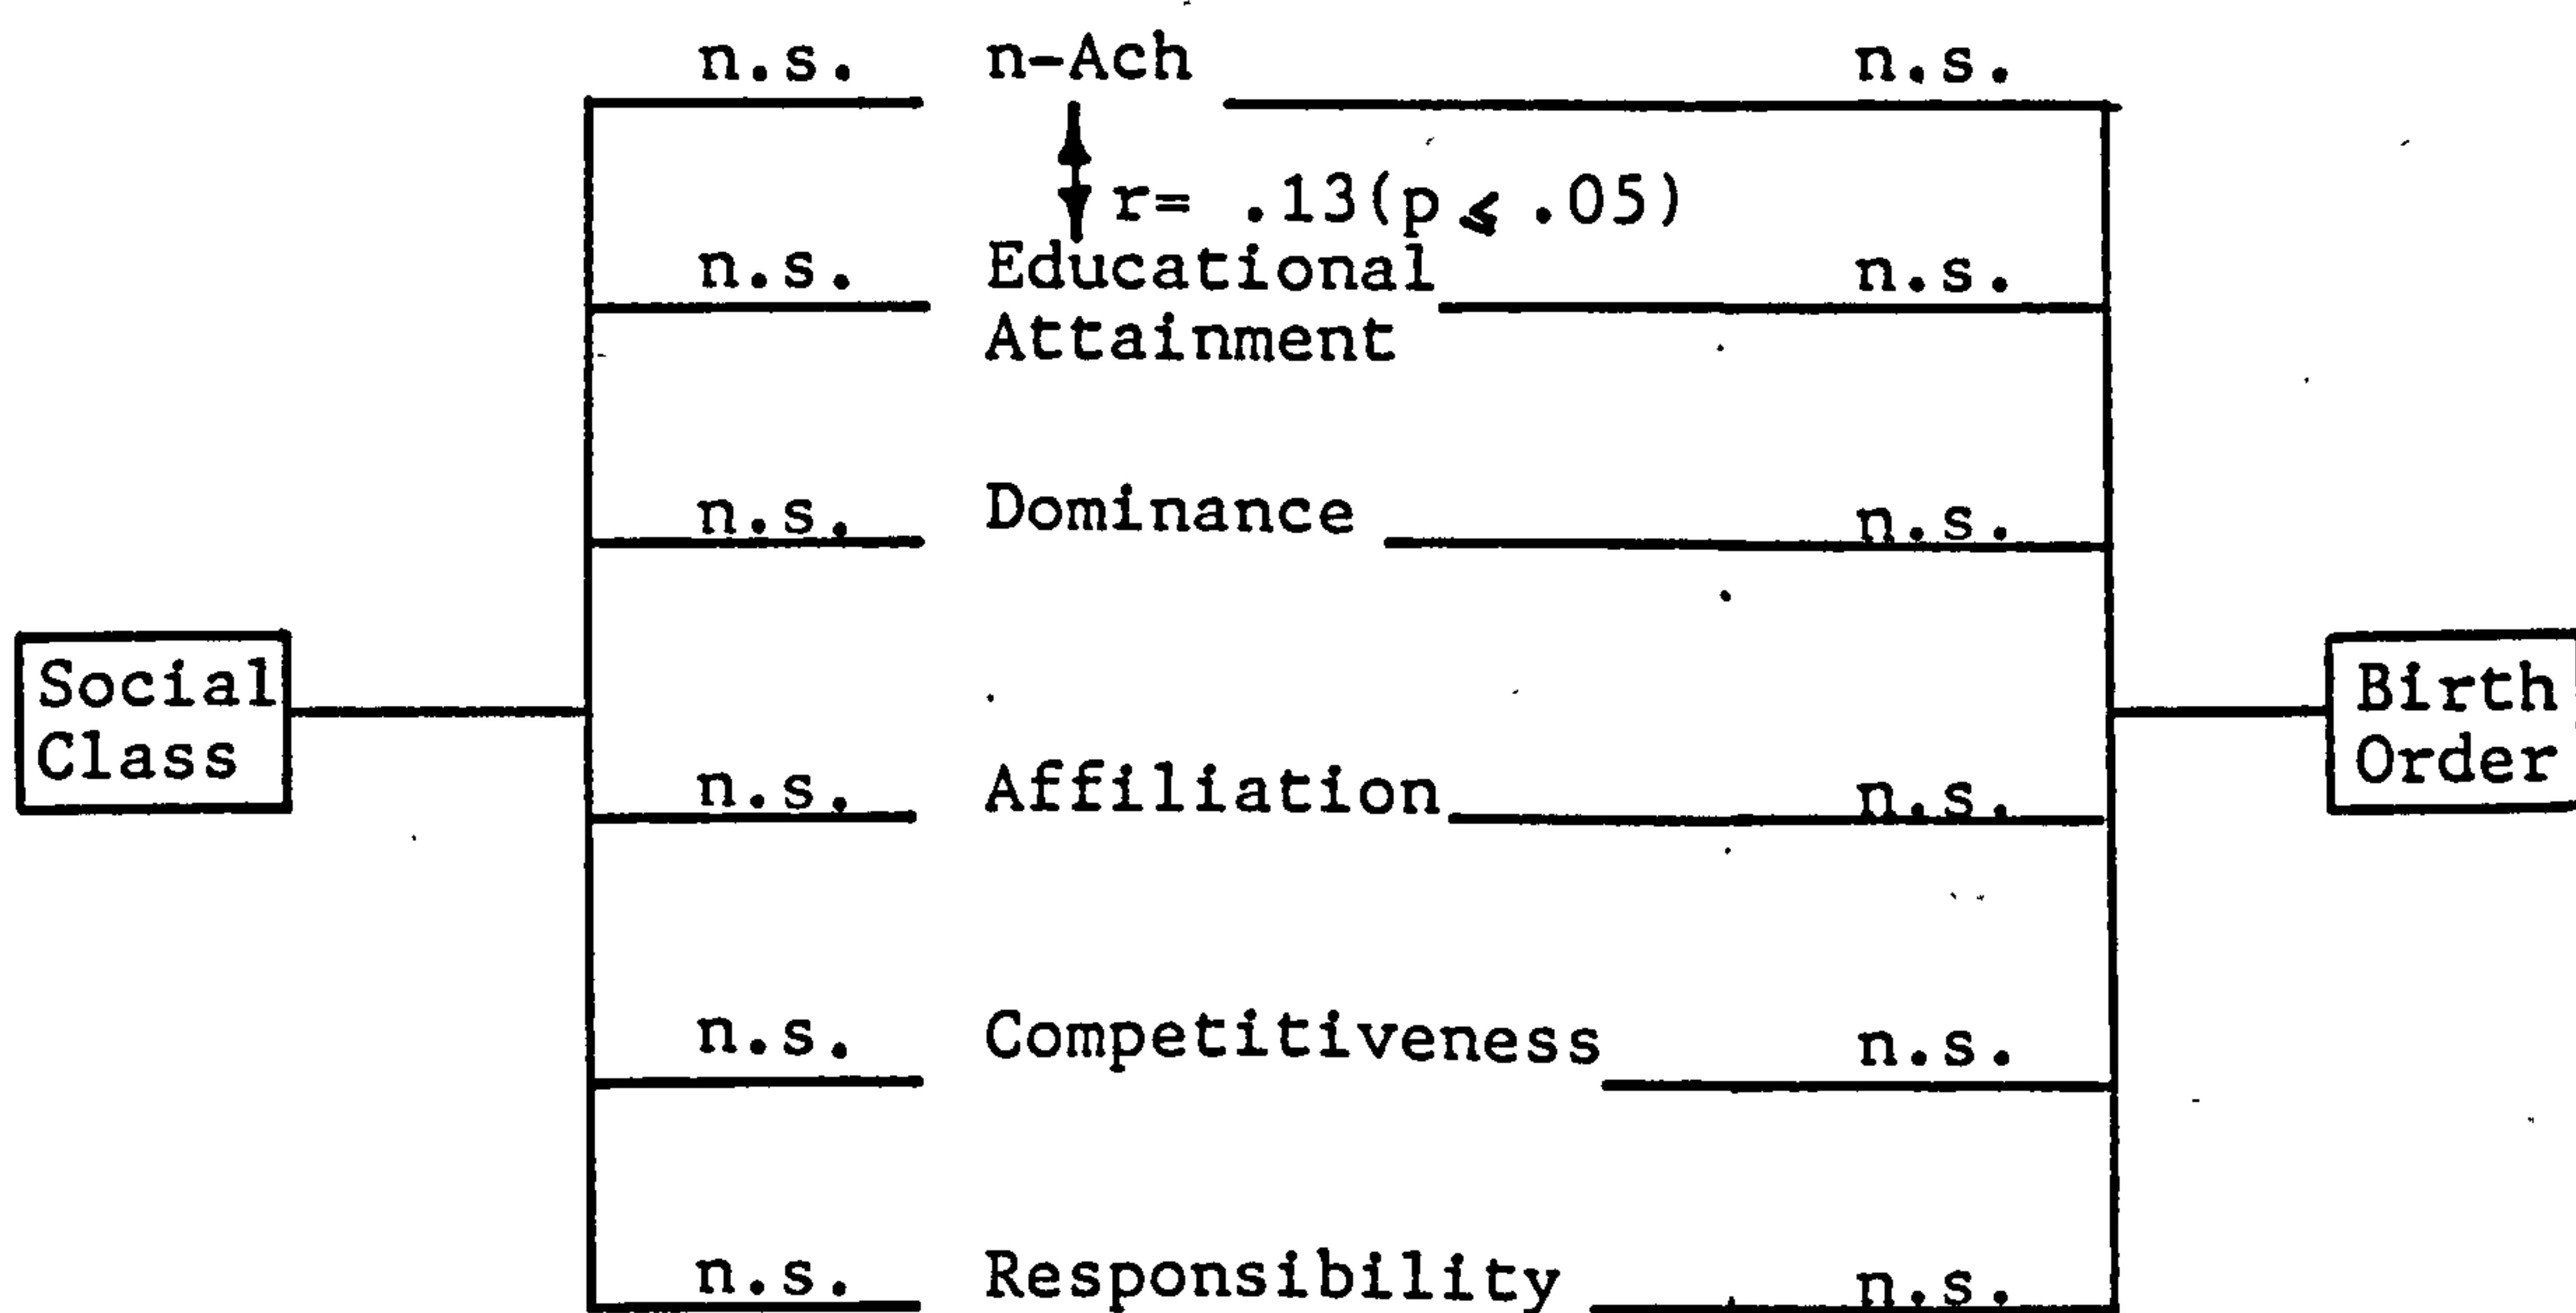 n.s. n-Ach n.s.
r= .13(p ≤ .05)
n.s. Educational n.s.
Attainment
n.s. Dominance n.s.
Social
Class
Birth
Order
n.s. Affiliation n.s.
n.s. Competitiveness n.s.
n.s. Responsibility n.s.